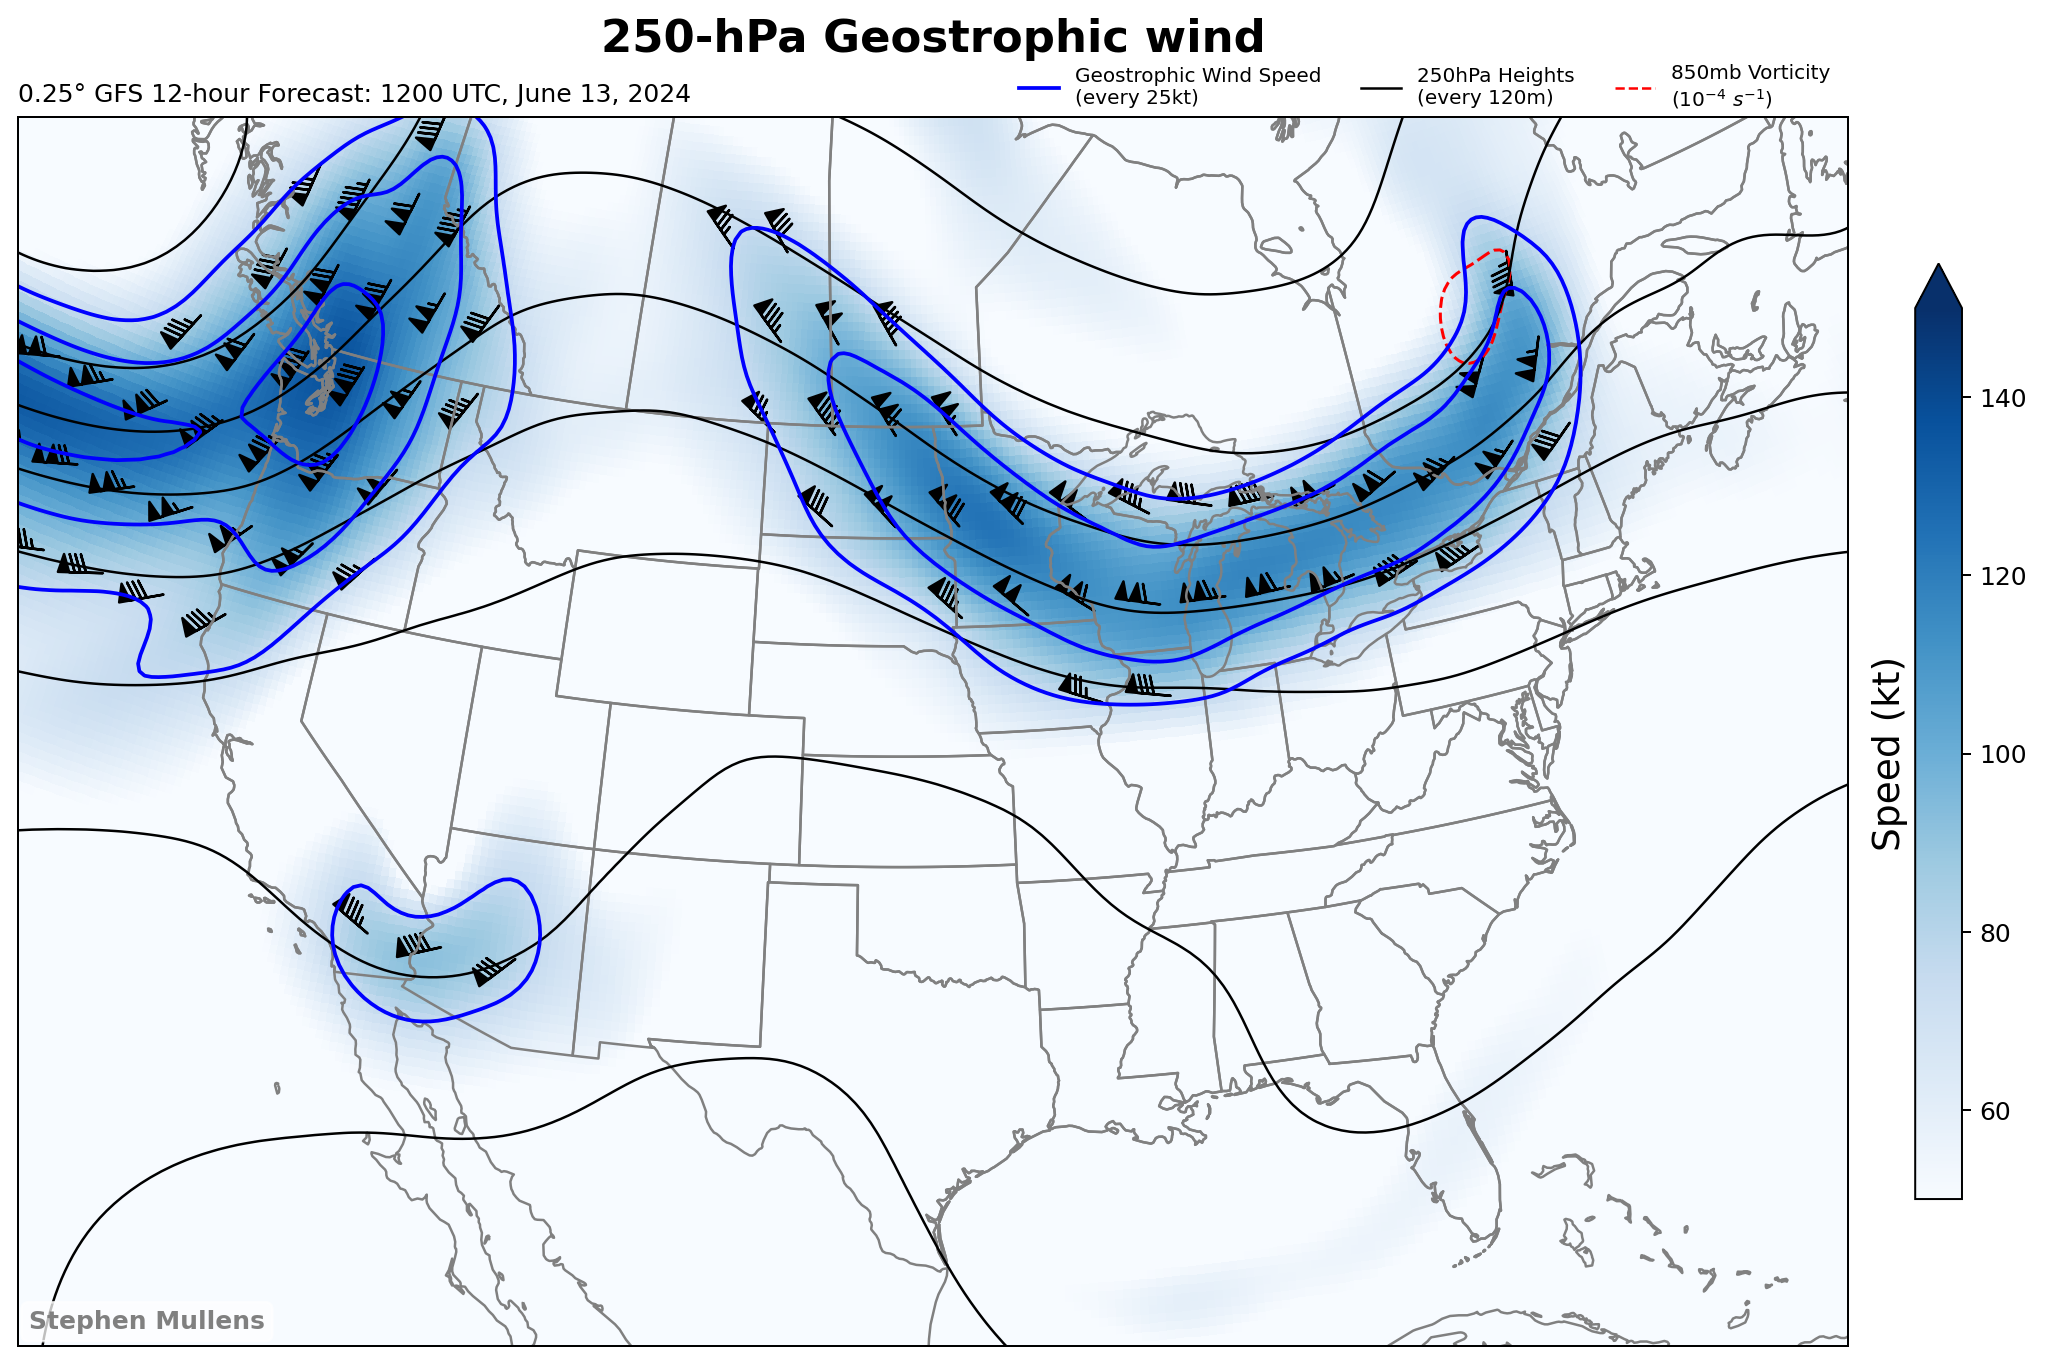 250-hPa Geostrophic wind
0.25° GFS 12-hour Forecast: 1200 UTC, June 13, 2024
Geostrophic Wind Speed
(every 25kt)
250hPa Heights
(every 120m)
850mb Vorticity
(10⁻⁴ s⁻¹)
140
120
100
80
60
Speed (kt)
Stephen Mullens